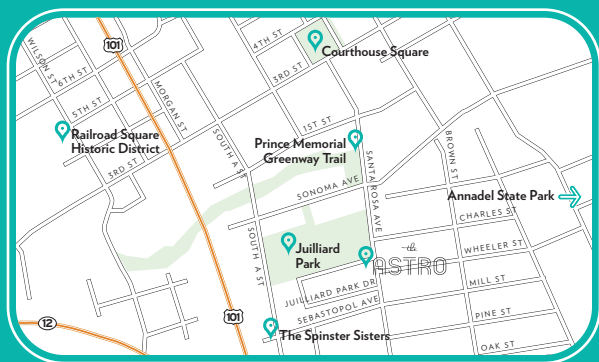 101
4TH ST
Courthouse Square
WILSON ST
6TH ST
3RD ST
MORGAN ST
5TH ST
Railroad Square
Historic District
1ST ST
SOUTH A ST
Prince Memorial
Greenway Trail
BROWN ST
3RD ST
SANTA ROSA AVE
SONOMA AVE
Annadel State Park
CHARLES ST
SOUTH A ST
Juilliard
Park
the
ASTRO
WHEELER ST
JUILLIARD PARK DR
MILL ST
SEBASTOPOL AVE
12
101
PINE ST
The Spinster Sisters
OAK ST